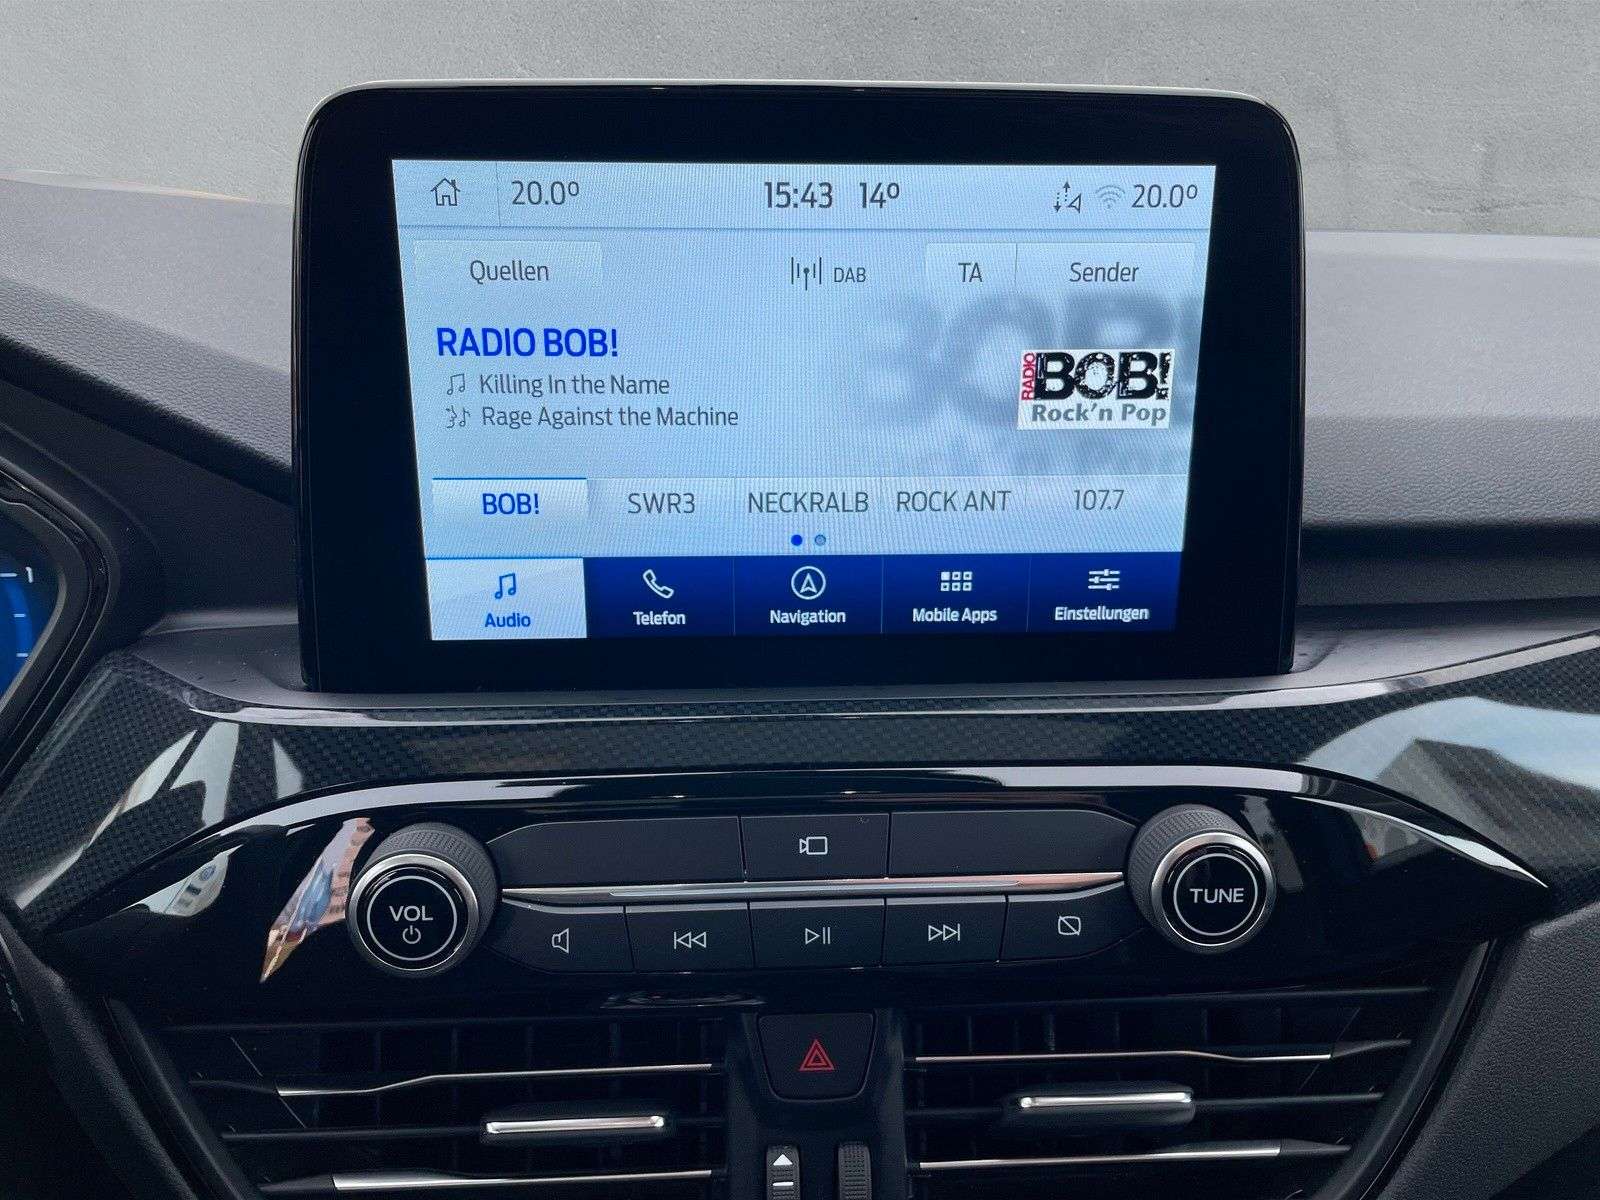 20.0° 15:43 14° 20.0°
Quellen DAB TA Sender
RADIO BOB!
Killing In the Name
Rage Against the Machine
RADIO BOB!
Rock'n Pop
BOB! SWR3 NECKRALB ROCK ANT 107.7
Audio Telefon Navigation Mobile Apps Einstellungen
VOL
TUNE
1